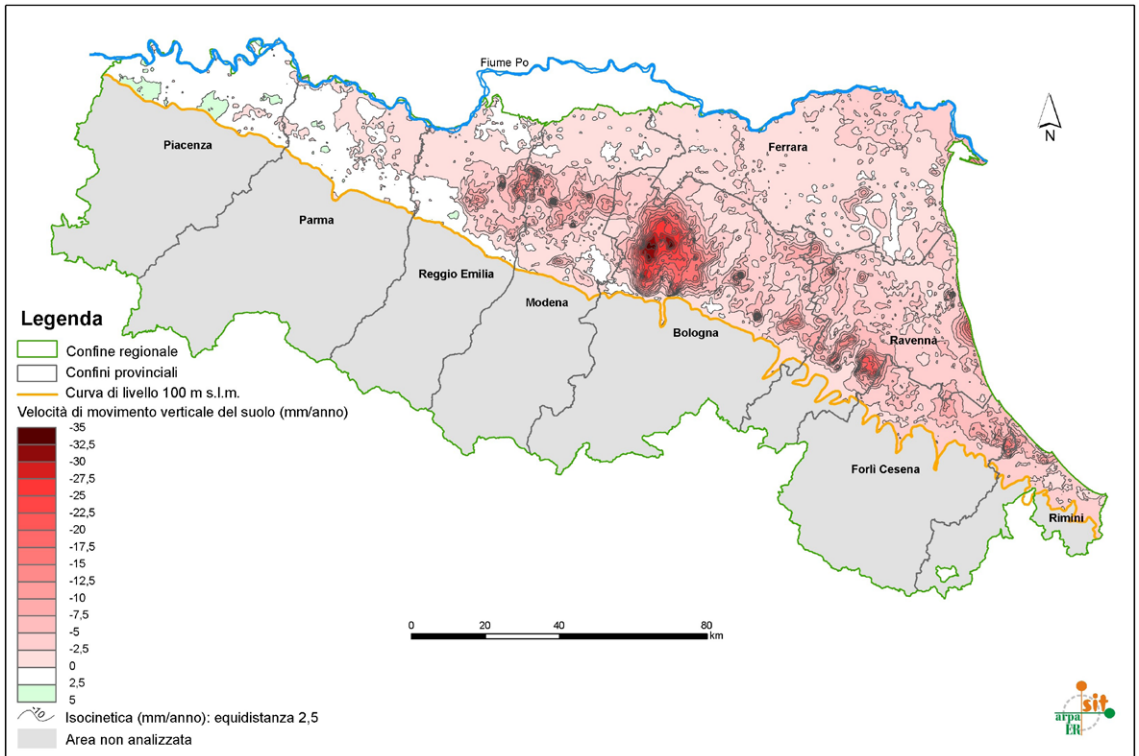 Fiume Po
N
Ferrara
Piacenza
Parma
Reggio Emilia
Modena
Bologna
Ravenna
Forlì Cesena
Rimini
Legenda
Confine regionale
Confini provinciali
Curva di livello 100 m s.l.m.
Velocità di movimento verticale del suolo (mm/anno)
-35
-32,5
-30
-27,5
-25
-22,5
-20
-17,5
-15
-12,5
-10
-7,5
-5
-2,5
0
2,5
5
-10 Isocinetica (mm/anno): equidistanza 2,5
Area non analizzata
0 20 40 60 80
km
sit
arpa
ER